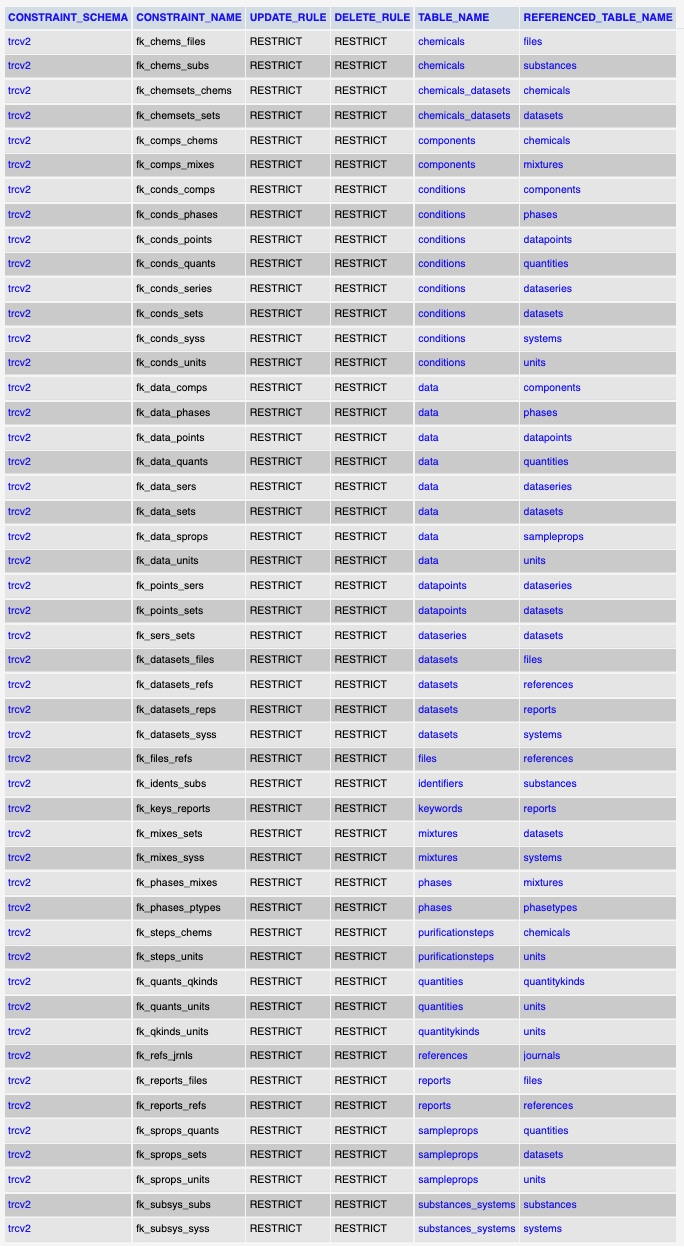 CONSTRAINT_SCHEMA CONSTRAINT_NAME UPDATE_RULE DELETE_RULE TABLE_NAME REFERENCED_TABLE_NAME
trcv2 fk_chems_files RESTRICT RESTRICT chemicals files
trcv2 fk_chems_subs RESTRICT RESTRICT chemicals substances
trcv2 fk_chemsets_chems RESTRICT RESTRICT chemicals_datasets chemicals
trcv2 fk_chemsets_sets RESTRICT RESTRICT chemicals_datasets datasets
trcv2 fk_comps_chems RESTRICT RESTRICT components chemicals
trcv2 fk_comps_mixes RESTRICT RESTRICT components mixtures
trcv2 fk_conds_comps RESTRICT RESTRICT conditions components
trcv2 fk_conds_phases RESTRICT RESTRICT conditions phases
trcv2 fk_conds_points RESTRICT RESTRICT conditions datapoints
trcv2 fk_conds_quants RESTRICT RESTRICT conditions quantities
trcv2 fk_conds_series RESTRICT RESTRICT conditions dataseries
trcv2 fk_conds_sets RESTRICT RESTRICT conditions datasets
trcv2 fk_conds_syss RESTRICT RESTRICT conditions systems
trcv2 fk_conds_units RESTRICT RESTRICT conditions units
trcv2 fk_data_comps RESTRICT RESTRICT data components
trcv2 fk_data_phases RESTRICT RESTRICT data phases
trcv2 fk_data_points RESTRICT RESTRICT data datapoints
trcv2 fk_data_quants RESTRICT RESTRICT data quantities
trcv2 fk_data_sers RESTRICT RESTRICT data dataseries
trcv2 fk_data_sets RESTRICT RESTRICT data datasets
trcv2 fk_data_sprops RESTRICT RESTRICT data sampleprops
trcv2 fk_data_units RESTRICT RESTRICT data units
trcv2 fk_points_sers RESTRICT RESTRICT datapoints dataseries
trcv2 fk_points_sets RESTRICT RESTRICT datapoints datasets
trcv2 fk_sers_sets RESTRICT RESTRICT dataseries datasets
trcv2 fk_datasets_files RESTRICT RESTRICT datasets files
trcv2 fk_datasets_refs RESTRICT RESTRICT datasets references
trcv2 fk_datasets_reps RESTRICT RESTRICT datasets reports
trcv2 fk_datasets_syss RESTRICT RESTRICT datasets systems
trcv2 fk_files_refs RESTRICT RESTRICT files references
trcv2 fk_idents_subs RESTRICT RESTRICT identifiers substances
trcv2 fk_keys_reports RESTRICT RESTRICT keywords reports
trcv2 fk_mixes_sets RESTRICT RESTRICT mixtures datasets
trcv2 fk_mixes_syss RESTRICT RESTRICT mixtures systems
trcv2 fk_phases_mixes RESTRICT RESTRICT phases mixtures
trcv2 fk_phases_ptypes RESTRICT RESTRICT phases phasetypes
trcv2 fk_steps_chems RESTRICT RESTRICT purificationsteps chemicals
trcv2 fk_steps_units RESTRICT RESTRICT purificationsteps units
trcv2 fk_quants_qkinds RESTRICT RESTRICT quantities quantitykinds
trcv2 fk_quants_units RESTRICT RESTRICT quantities units
trcv2 fk_qkinds_units RESTRICT RESTRICT quantitykinds units
trcv2 fk_refs_jrnls RESTRICT RESTRICT references journals
trcv2 fk_reports_files RESTRICT RESTRICT reports files
trcv2 fk_reports_refs RESTRICT RESTRICT reports references
trcv2 fk_sprops_quants RESTRICT RESTRICT sampleprops quantities
trcv2 fk_sprops_sets RESTRICT RESTRICT sampleprops datasets
trcv2 fk_sprops_units RESTRICT RESTRICT sampleprops units
trcv2 fk_subsys_subs RESTRICT RESTRICT substances_systems substances
trcv2 fk_subsys_syss RESTRICT RESTRICT substances_systems systems